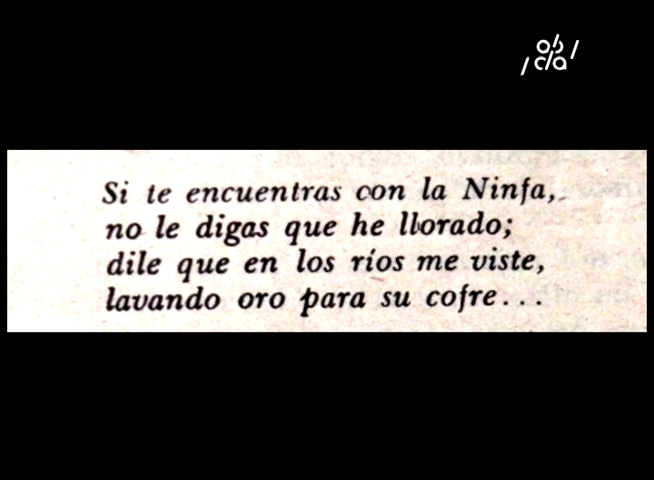 Si te encuentras con la Ninfa,
no le digas que he llorado;
dile que en los ríos me viste,
lavando oro para su cofre...